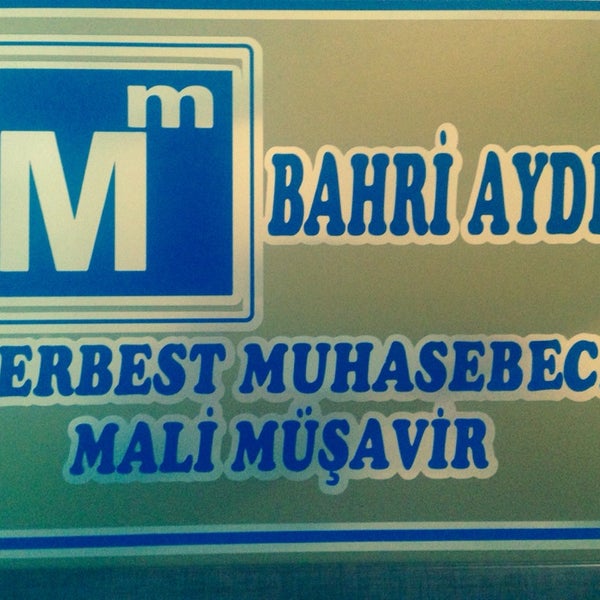 Mm
BAHRİ AYD
ERBEST MUHASEBEC
MALİ MÜŞAVİR